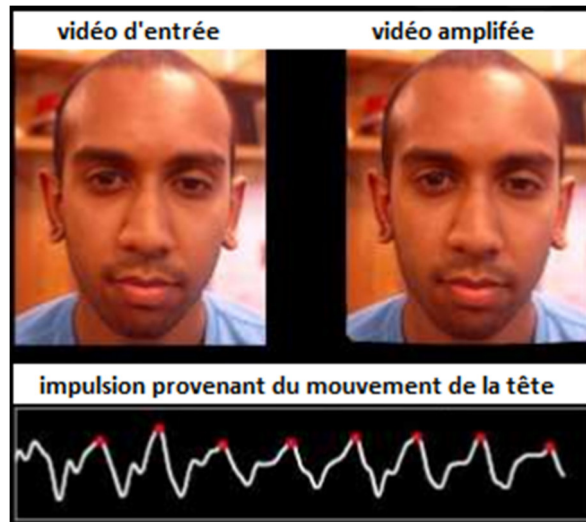 vidéo d'entrée
vidéo amplifée
impulsion provenant du mouvement de la tête